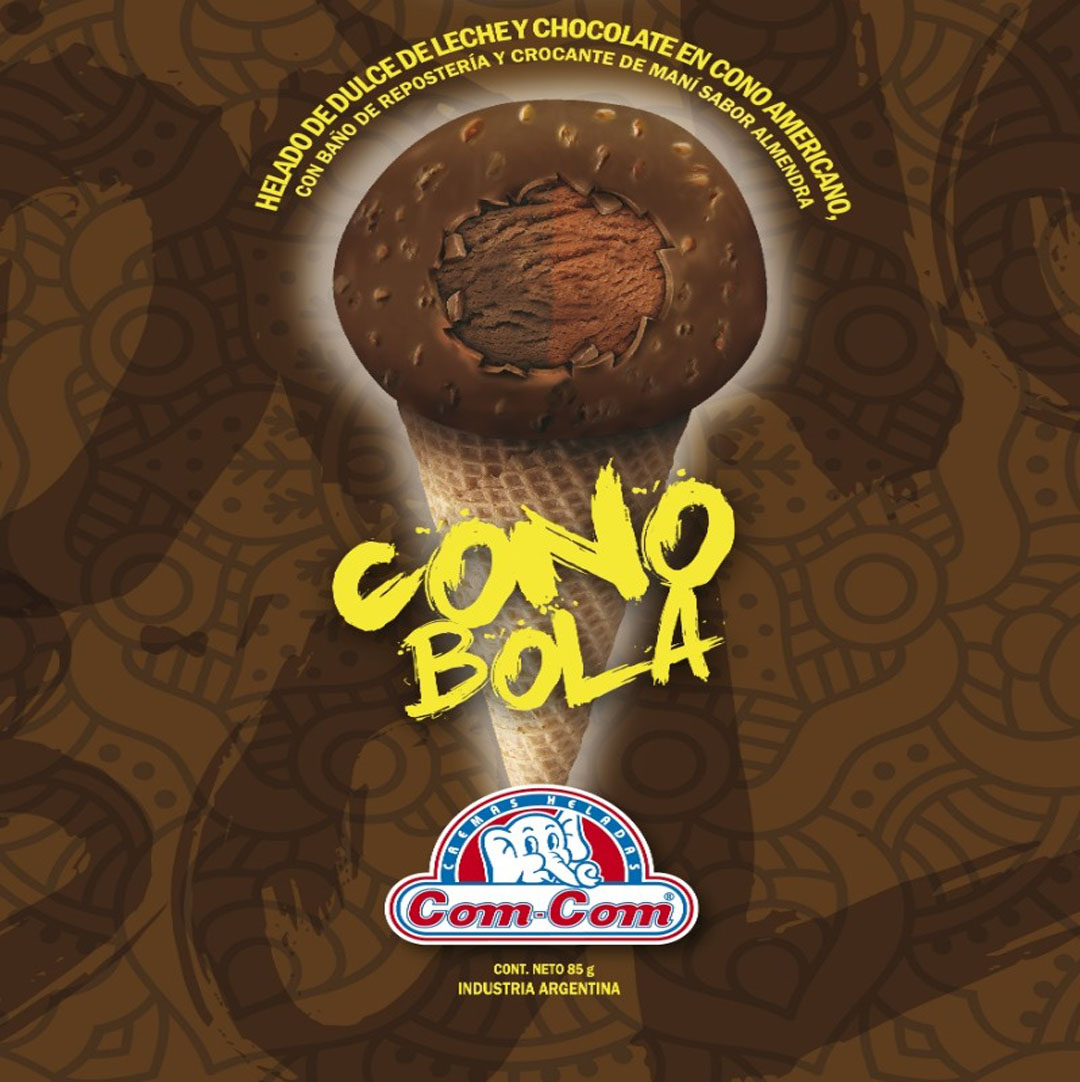 HELADO DE DULCE DE LECHE Y CHOCOLATE EN CONO AMERICANO,
CON BAÑO DE REPOSTERÍA Y CROCANTE DE MANÍ SABOR ALMENDRA
CONO
BOLA
CREMAS HELADAS
Com-Com®
CONT. NETO 85 g
INDUSTRIA ARGENTINA